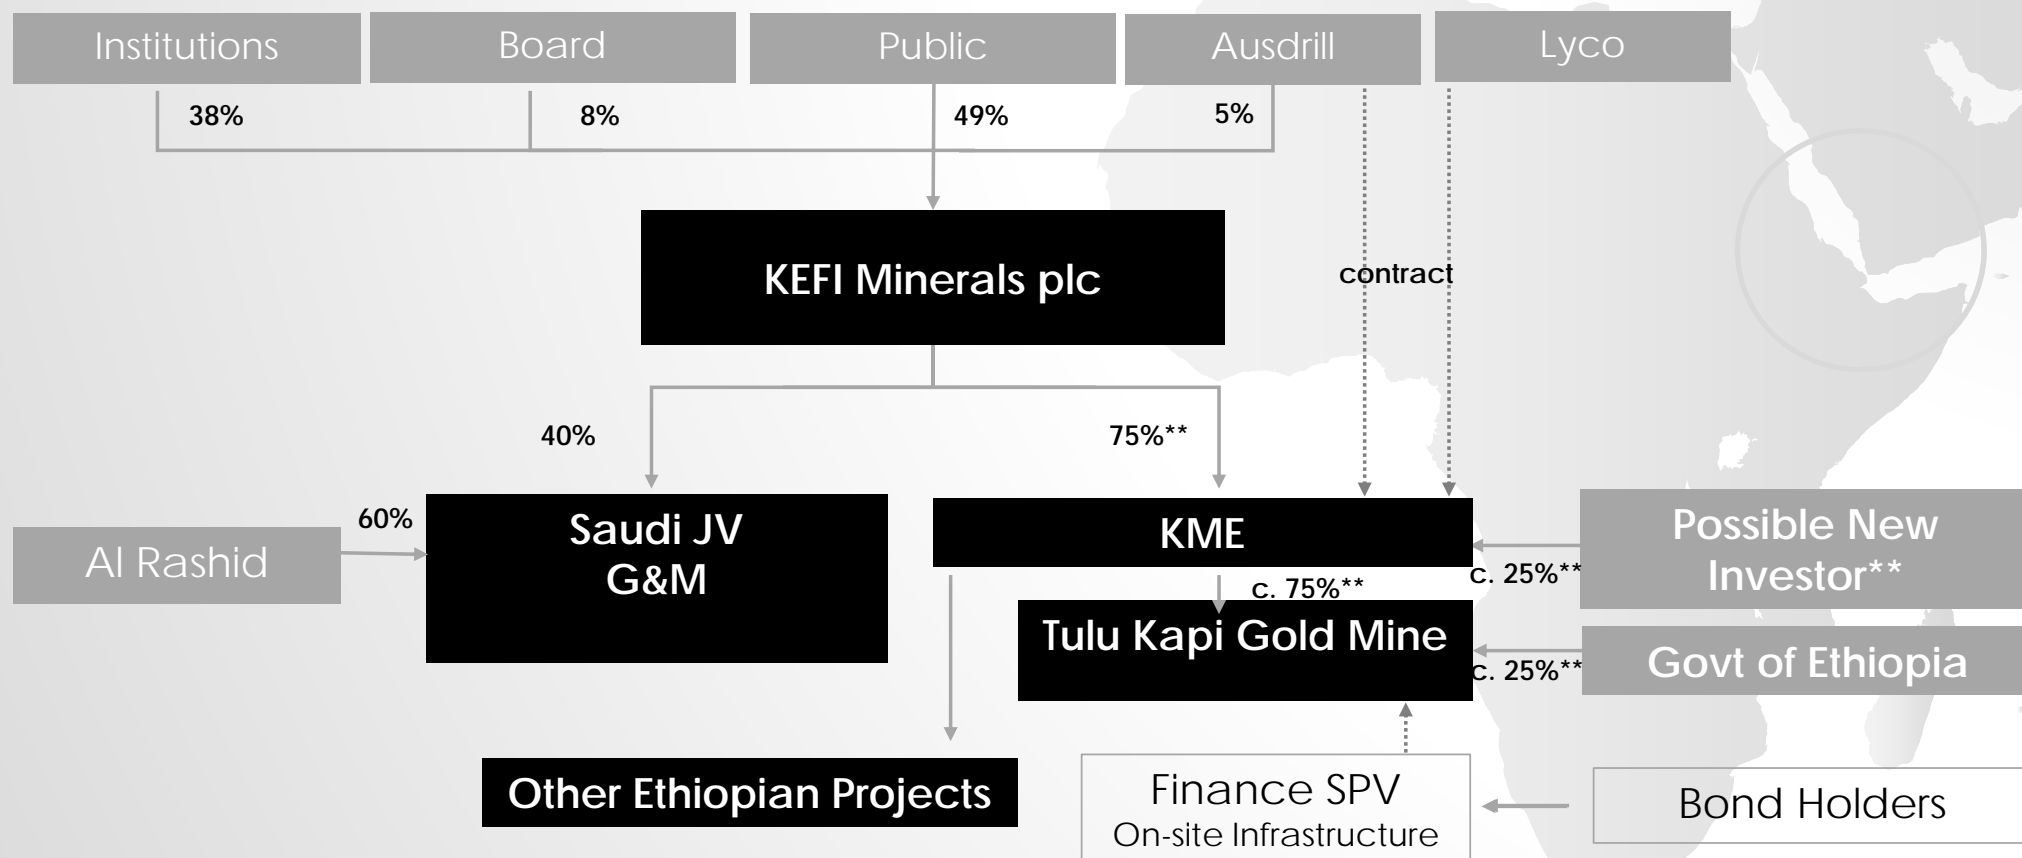 Institutions
Board
Public
Ausdrill
Lyco
38%
8%
49%
5%
KEFI Minerals plc
contract
40%
75%**
Al Rashid
60%
Saudi JV
G&M
KME
c. 75%**
Possible New
Investor**
c. 25%**
Tulu Kapi Gold Mine
Govt of Ethiopia
c. 25%**
Other Ethiopian Projects
Finance SPV
On-site Infrastructure
Bond Holders